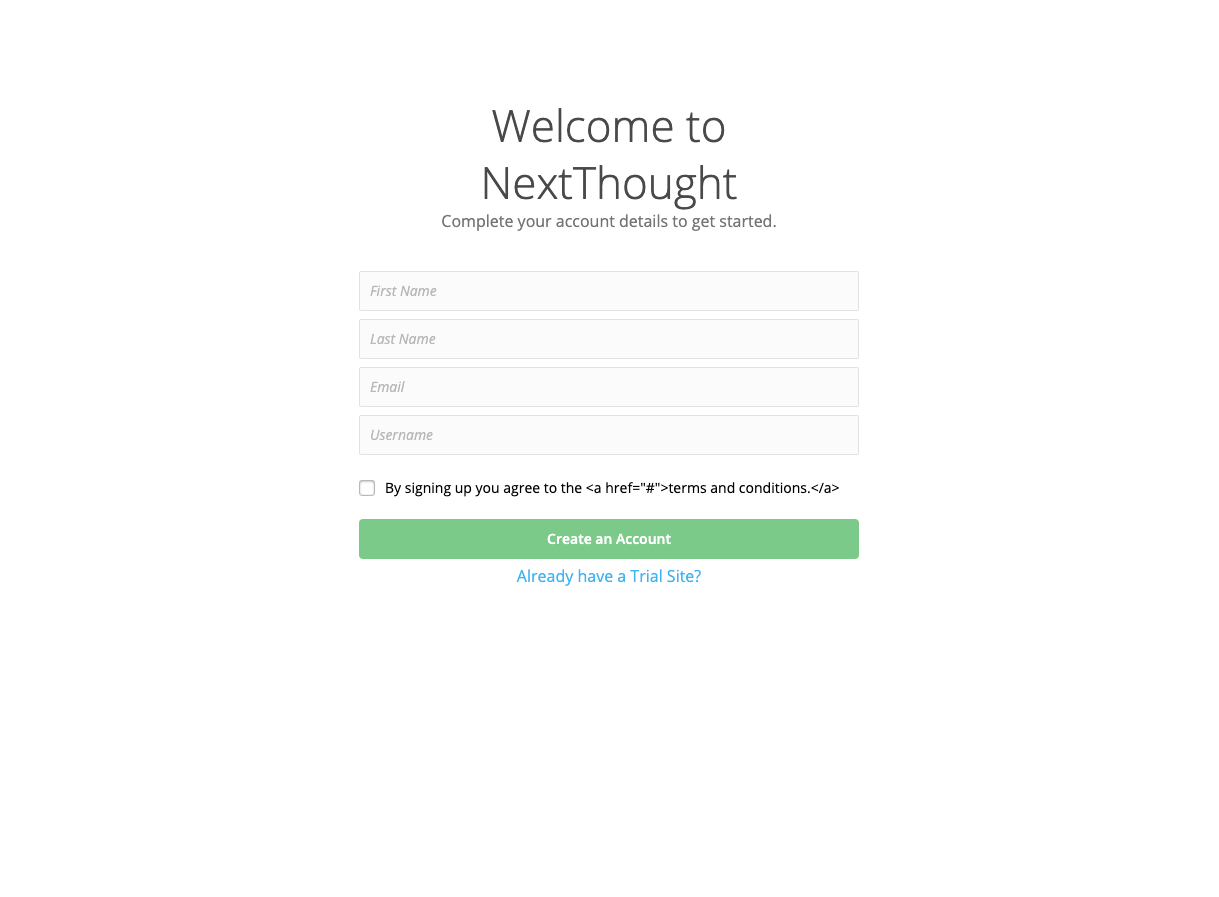 Welcome to
NextThought
Complete your account details to get started.
First Name
Last Name
Email
Username
By signing up you agree to the <a href="#">terms and conditions.</a>
Create an Account
Already have a Trial Site?